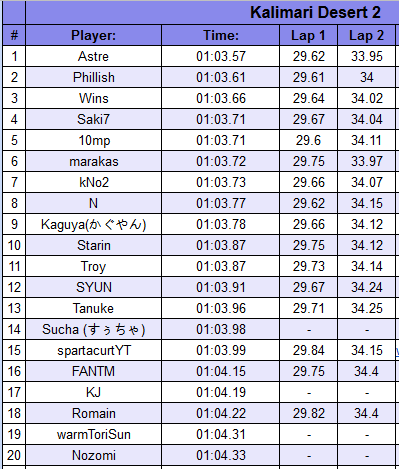 Kalimari Desert 2
# Player: Time: Lap 1 Lap 2
1 Astre 01:03.57 29.62 33.95
2 Phillish 01:03.61 29.61 34
3 Wins 01:03.66 29.64 34.02
4 Saki7 01:03.71 29.67 34.04
5 10mp 01:03.71 29.6 34.11
6 marakas 01:03.72 29.75 33.97
7 kNo2 01:03.73 29.66 34.07
8 N 01:03.77 29.62 34.15
9 Kaguya(かぐやん) 01:03.78 29.66 34.12
10 Starin 01:03.87 29.75 34.12
11 Troy 01:03.87 29.73 34.14
12 SYUN 01:03.91 29.67 34.24
13 Tanuke 01:03.96 29.71 34.25
14 Sucha (すぅちゃ) 01:03.98 - -
15 spartacurtYT 01:03.99 29.84 34.15
16 FANTM 01:04.15 29.75 34.4
17 KJ 01:04.19 - -
18 Romain 01:04.22 29.82 34.4
19 warmToriSun 01:04.31 - -
20 Nozomi 01:04.33 - -